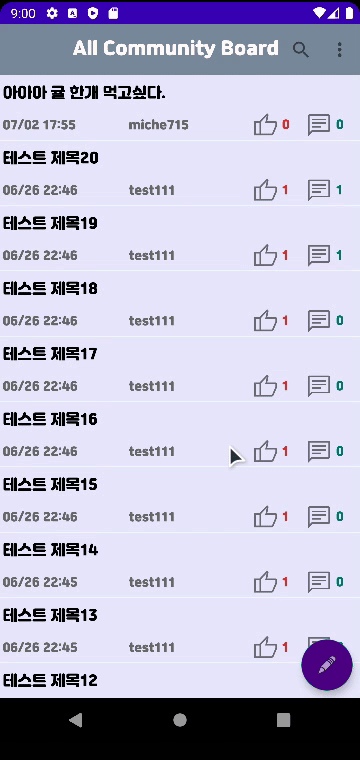 9:00
All Community Board
아아아 귤 한개 먹고싶다.
07/02 17:55 miche715 0 0
테스트 제목20
06/26 22:46 test111 1 1
테스트 제목19
06/26 22:46 test111 1 1
테스트 제목18
06/26 22:46 test111 1 0
테스트 제목17
06/26 22:46 test111 1 0
테스트 제목16
06/26 22:46 test111 1 0
테스트 제목15
06/26 22:46 test111 1 0
테스트 제목14
06/26 22:45 test111 1 0
테스트 제목13
06/26 22:45 test111 1
테스트 제목12